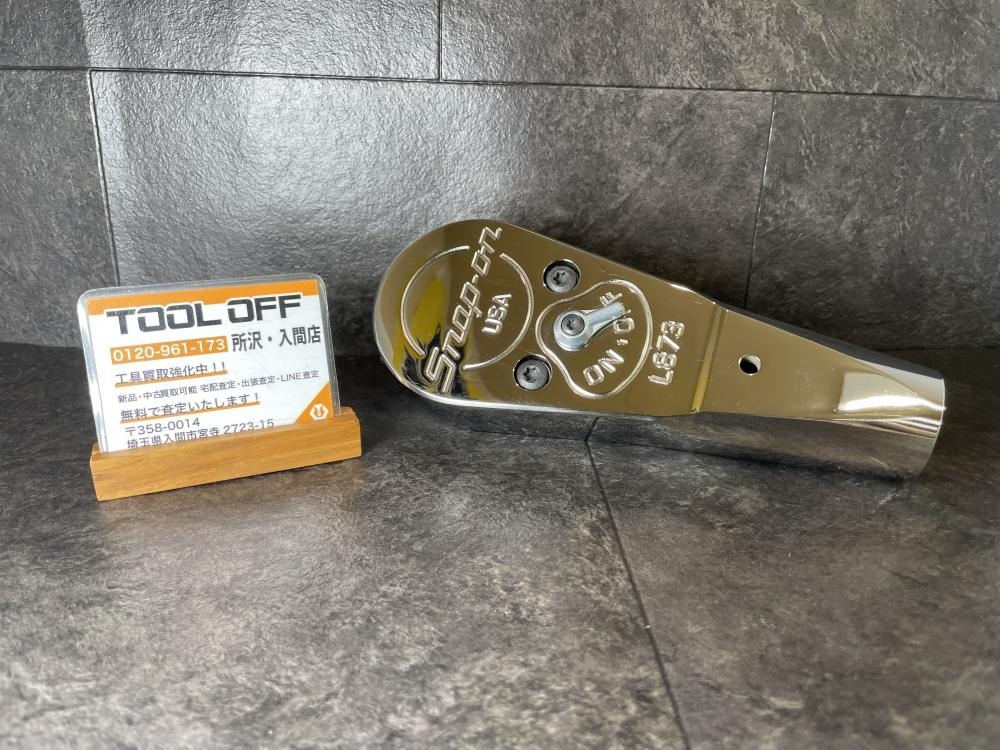 TOOL OFF
0120-961-173 所沢・入間店
工具買取強化中！！
新品・中古買取可能 宅配査定・出張査定・LINE査定
無料で査定いたします！
〒358-0014
埼玉県入間市宮寺 2723-15
Snap-on
USA
ON OFF
L873